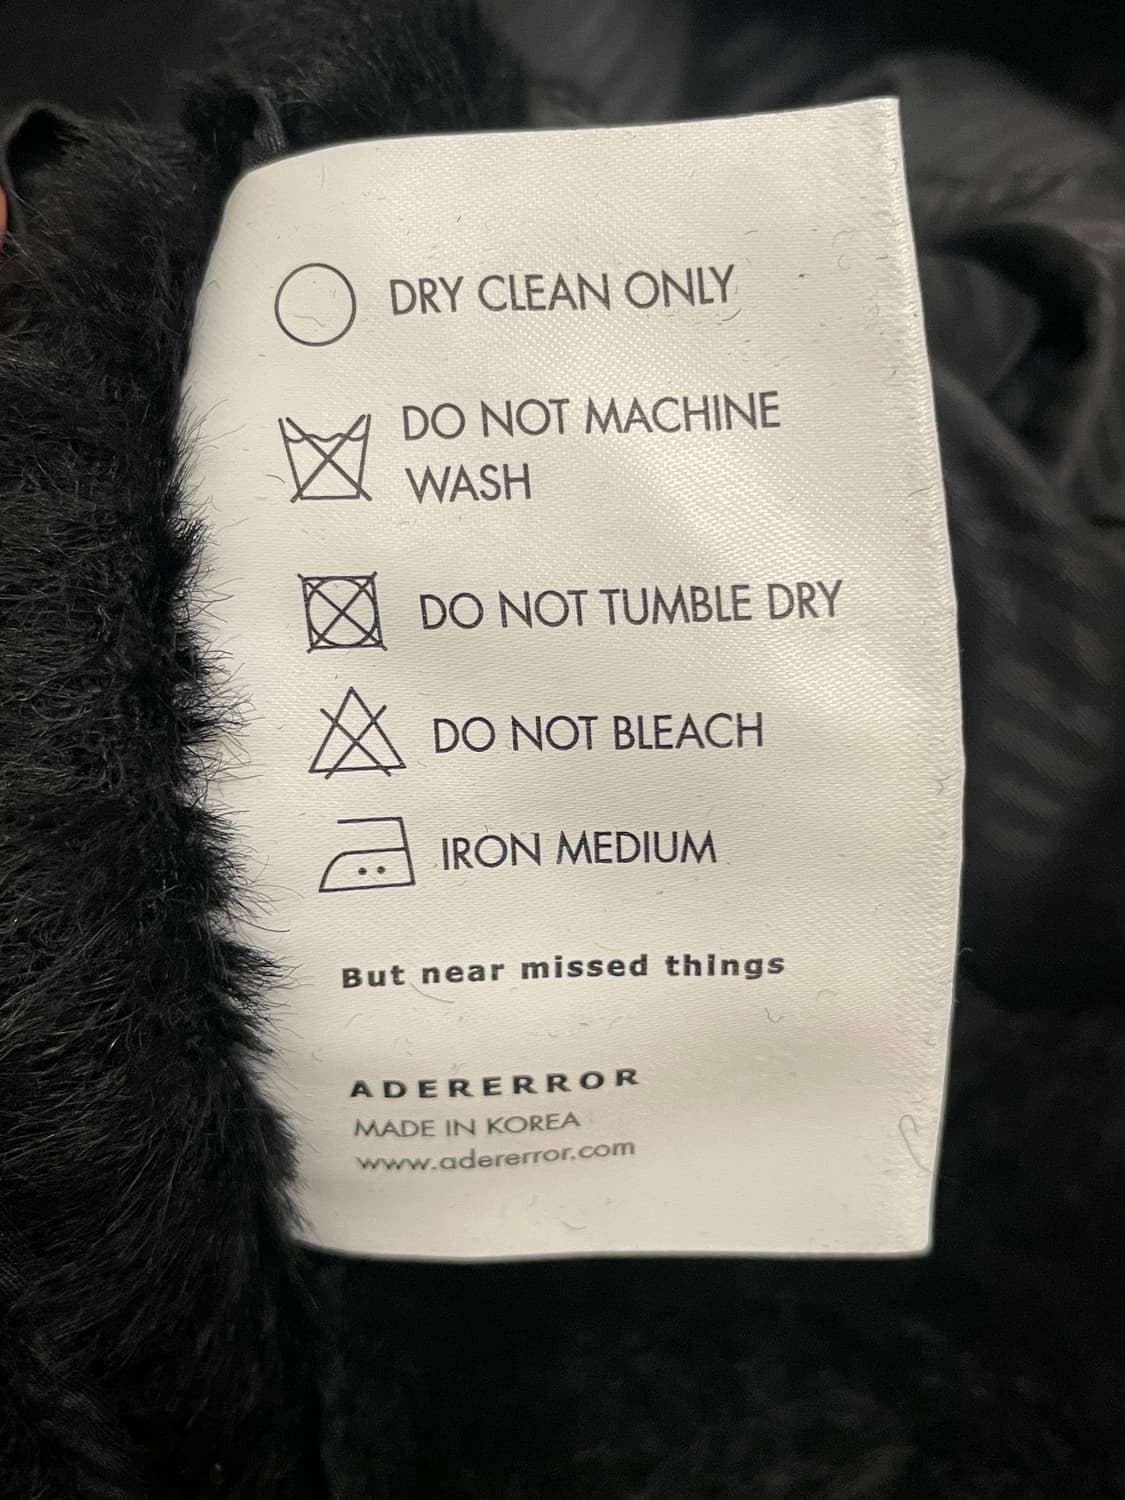 DRY CLEAN ONLY
DO NOT MACHINE
WASH
DO NOT TUMBLE DRY
DO NOT BLEACH
IRON MEDIUM
But near missed things
ADERERROR
MADE IN KOREA
www.adererror.com